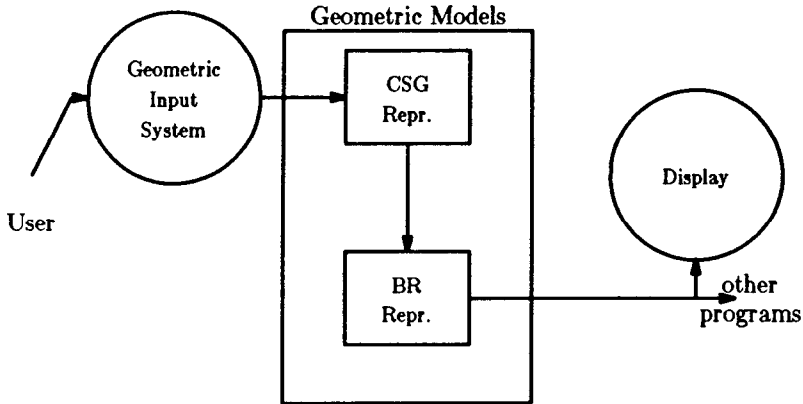 Geometric Models
Geometric
Input
System
CSG
Repr.
User
Display
BR
Repr.
other
programs